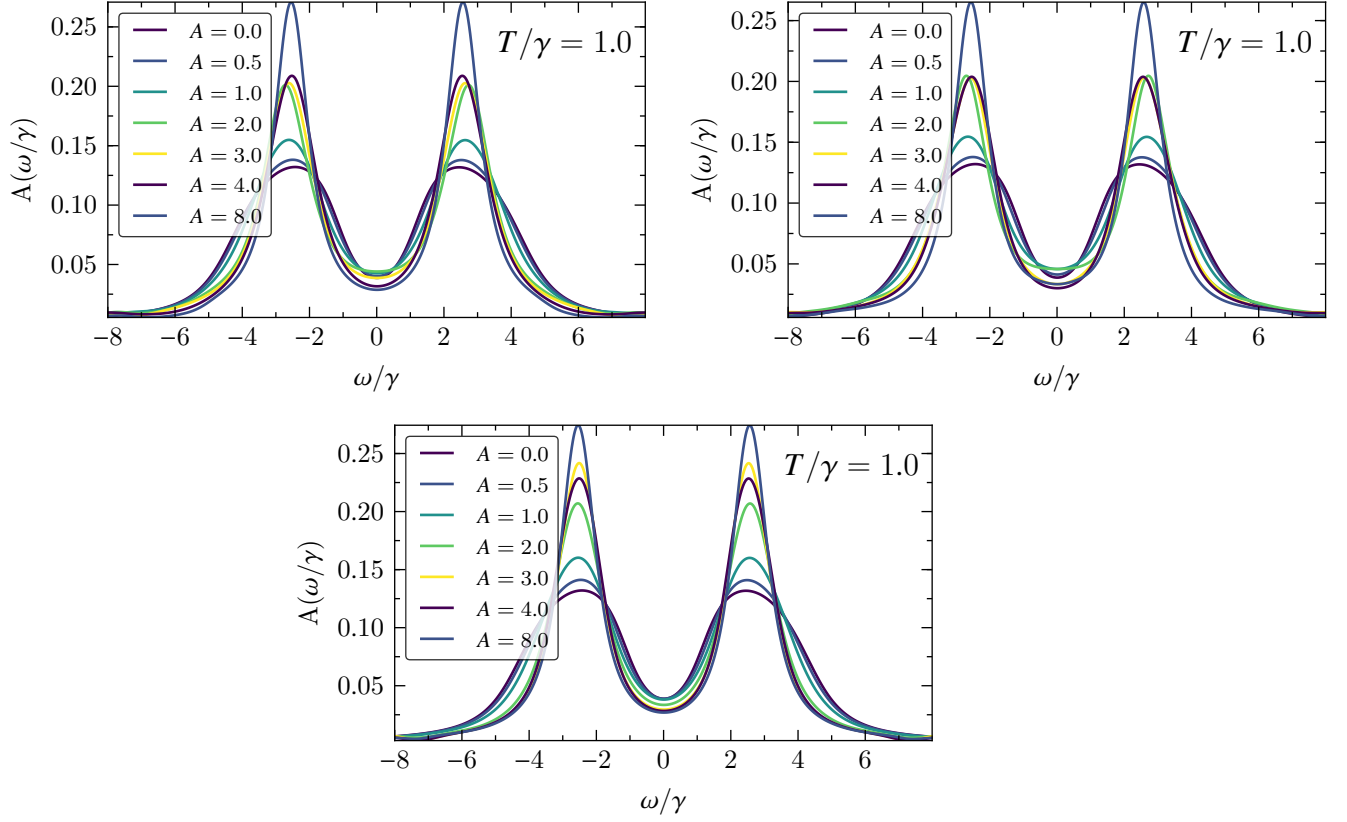 0.25
0.20
0.15
0.10
0.05
A(ω/γ)
A = 0.0
A = 0.5
A = 1.0
A = 2.0
A = 3.0
A = 4.0
A = 8.0
T/γ = 1.0
−8 −6 −4 −2 0 2 4 6
ω/γ
0.25
0.20
0.15
0.10
0.05
A(ω/γ)
A = 0.0
A = 0.5
A = 1.0
A = 2.0
A = 3.0
A = 4.0
A = 8.0
T/γ = 1.0
−8 −6 −4 −2 0 2 4 6
ω/γ
0.25
0.20
0.15
0.10
0.05
A(ω/γ)
A = 0.0
A = 0.5
A = 1.0
A = 2.0
A = 3.0
A = 4.0
A = 8.0
T/γ = 1.0
−8 −6 −4 −2 0 2 4 6
ω/γ